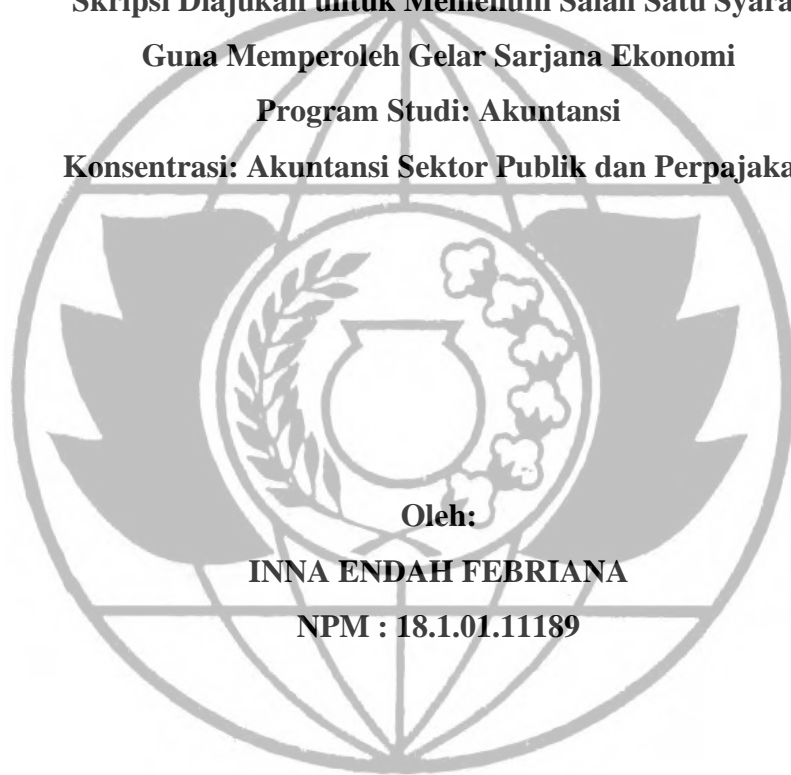 Skripsi Diajukan untuk Memenuhi Salah Satu Syara
Guna Memperoleh Gelar Sarjana Ekonomi
Program Studi: Akuntansi
Konsentrasi: Akuntansi Sektor Publik dan Perpajaka
Oleh:
INNA ENDAH FEBRIANA
NPM : 18.1.01.11189